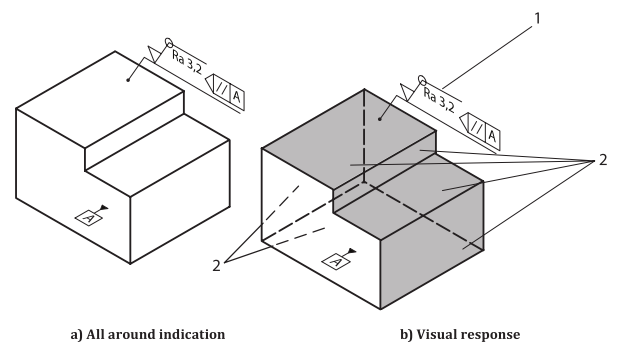 1
Ra 3,2
// A
Ra 3,2
// A
2
A
2
A
a) All around indication
b) Visual response